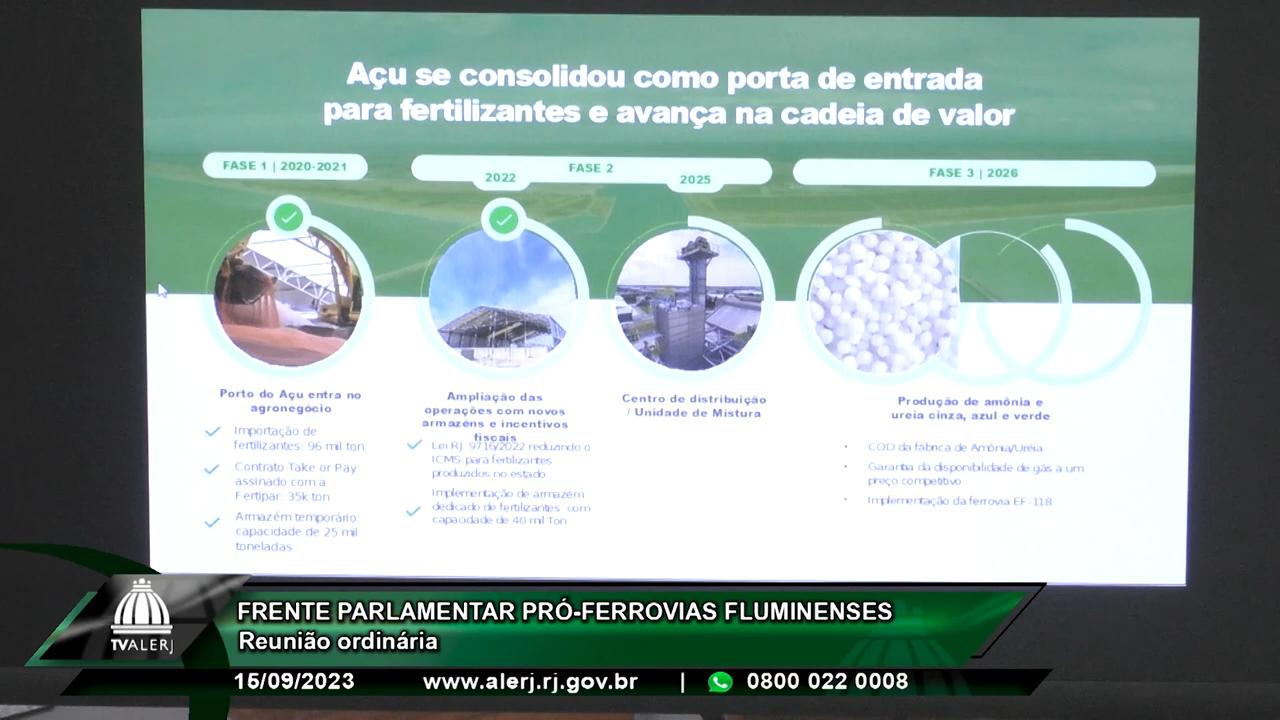 Açu se consolidou como porta de entrada
para fertilizantes e avança na cadeia de valor
FASE 1 | 2020-2021
FASE 2
2022
2025
FASE 3 | 2026
Porto do Açu entra no
agronegócio
Importação de
fertilizantes: 96 mil ton
Contrato Take or Pay
assinado com a
Fertipar: 35k ton
Armazém temporário:
capacidade de 25 mil
toneladas
Ampliação das
operações com novos
armazéns e incentivos
fiscais
Lei RJ 9716/2022 reduzindo o
ICMS para fertilizantes
produzidos no estado
Implementação de armazém
dedicado de fertilizantes com
capacidade de 40 mil Ton
Centro de distribuição
/ Unidade de Mistura
Produção de amônia e
ureia cinza, azul e verde
COD da fábrica de Amônia/Uréia
Garantia da disponibilidade de gás a um
preço competitivo
Implementação da ferrovia EF-118
TVALERJ
FRENTE PARLAMENTAR PRÓ-FERROVIAS FLUMINENSES
Reunião ordinária
15/09/2023 www.alerj.rj.gov.br | 0800 022 0008